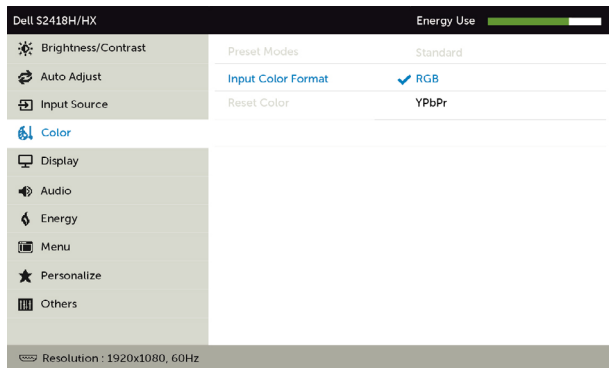 Dell S2418H/HX Energy Use
Brightness/Contrast
Auto Adjust
Input Source
Color
Display
Audio
Energy
Menu
Personalize
Others
Preset Modes Standard
Input Color Format RGB
Reset Color YPbPr
Resolution : 1920x1080, 60Hz